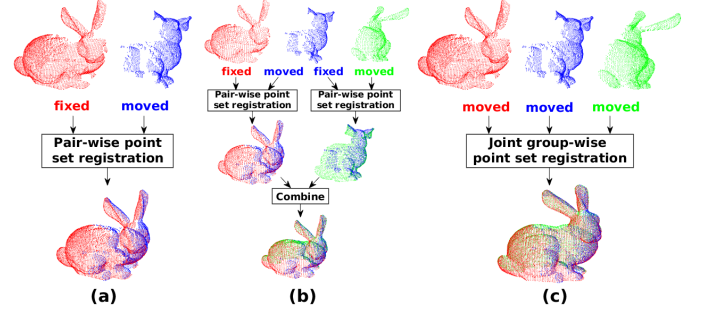 fixed moved
Pair-wise point
set registration
(a)
fixed moved fixed moved
Pair-wise point
set registration
Pair-wise point
set registration
Combine
(b)
moved moved moved
Joint group-wise
point set registration
(c)